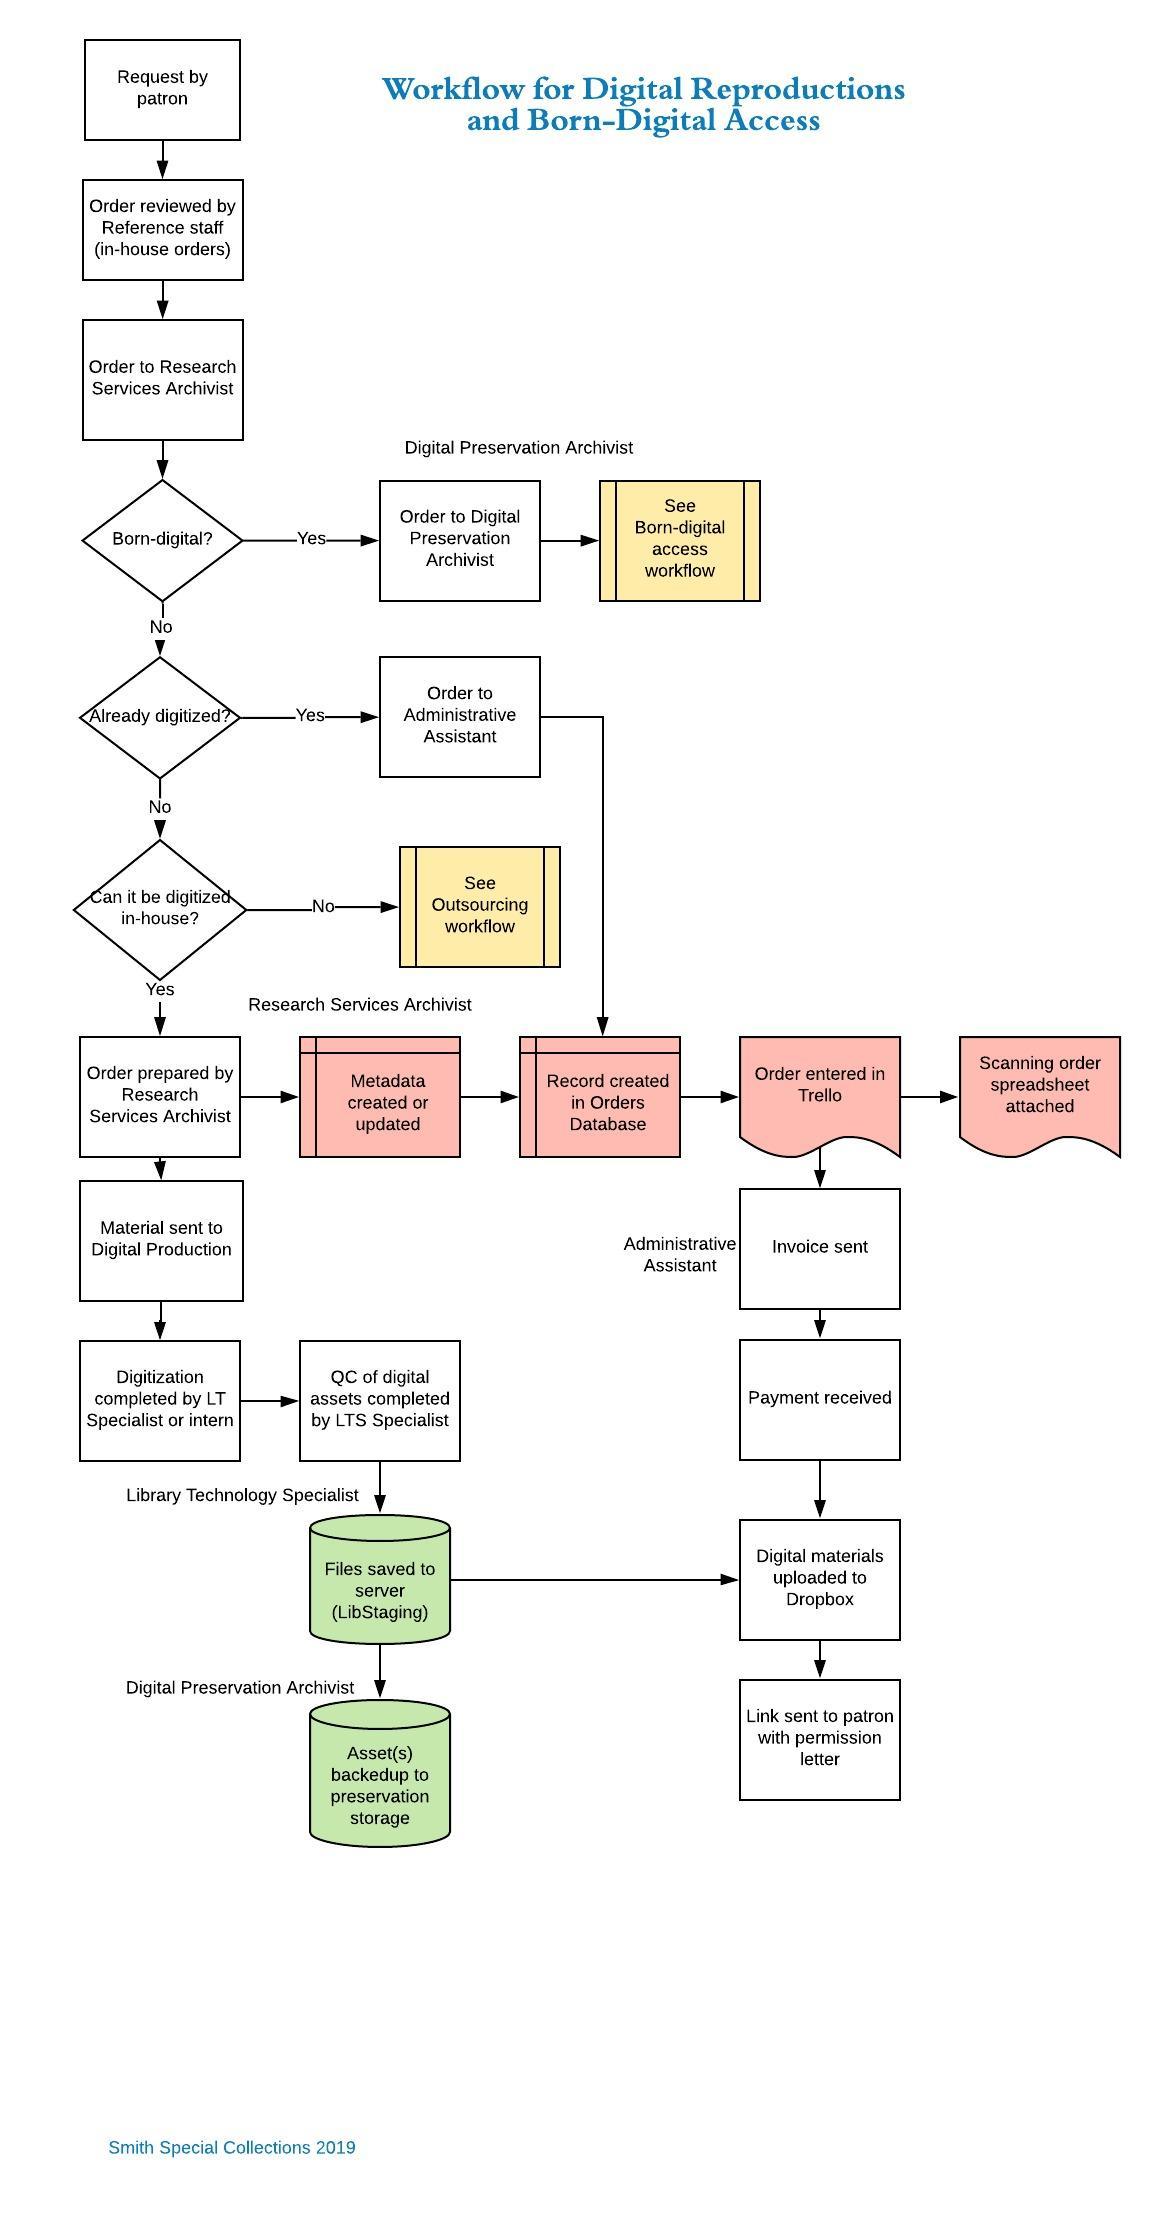 Request by
patron
Workflow for Digital Reproductions
and Born-Digital Access
Order reviewed by
Reference staff
(in-house orders)
Order to Research
Services Archivist
Digital Preservation Archivist
Born-digital?
Yes
Order to Digital
Preservation
Archivist
See
Born-digital
access
workflow
No
Already digitized?
Yes
Order to
Administrative
Assistant
No
Can it be digitized
in-house?
No
See
Outsourcing
workflow
Yes
Research Services Archivist
Order prepared by
Research
Services Archivist
Metadata
created or
updated
Record created
in Orders
Database
Order entered in
Trello
Scanning order
spreadsheet
attached
Material sent to
Digital Production
Administrative
Assistant
Invoice sent
Digitization
completed by LT
Specialist or intern
QC of digital
assets completed
by LTS Specialist
Payment received
Library Technology Specialist
Files saved to
server
(LibStaging)
Digital materials
uploaded to
Dropbox
Digital Preservation Archivist
Asset(s)
backedup to
preservation
storage
Link sent to patron
with permission
letter
Smith Special Collections 2019